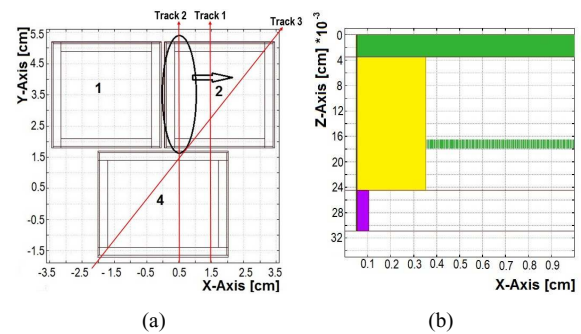 Track 2 Track 1 Track 3
Y-Axis [cm]
5.5
4.5
3.5
2.5
1.5
0.5
-0.5
-1.5
1
2
4
-3.5 -2.5 -1.5 -0.5 0.5 1.5 2.5 3.5
X-Axis [cm]
(a)
Z-Axis [cm] *10⁻³
0
4
8
12
16
20
24
28
32
0.1 0.2 0.3 0.4 0.5 0.6 0.7 0.8 0.9
X-Axis [cm]
(b)